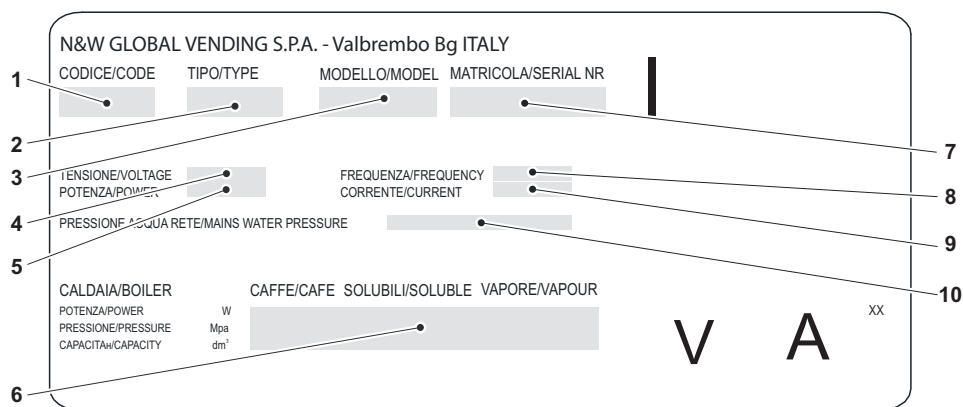 N&W GLOBAL VENDING S.P.A. - Valbrembo Bg ITALY
CODICE/CODE TIPO/TYPE MODELLO/MODEL MATRICOLA/SERIAL NR
1
2
3
7
TENSIONE/VOLTAGE FREQUENZA/FREQUENCY
POTENZA/POWER CORRENTE/CURRENT
8
4
PRESSIONE ACQUA RETE/MAINS WATER PRESSURE
9
5
10
CALDAIA/BOILER CAFFE/CAFE SOLUBILI/SOLUBLE VAPORE/VAPOUR
POTENZA/POWER W
PRESSIONE/PRESSURE Mpa
CAPACITAH/CAPACITY dm³
XX
V A
6